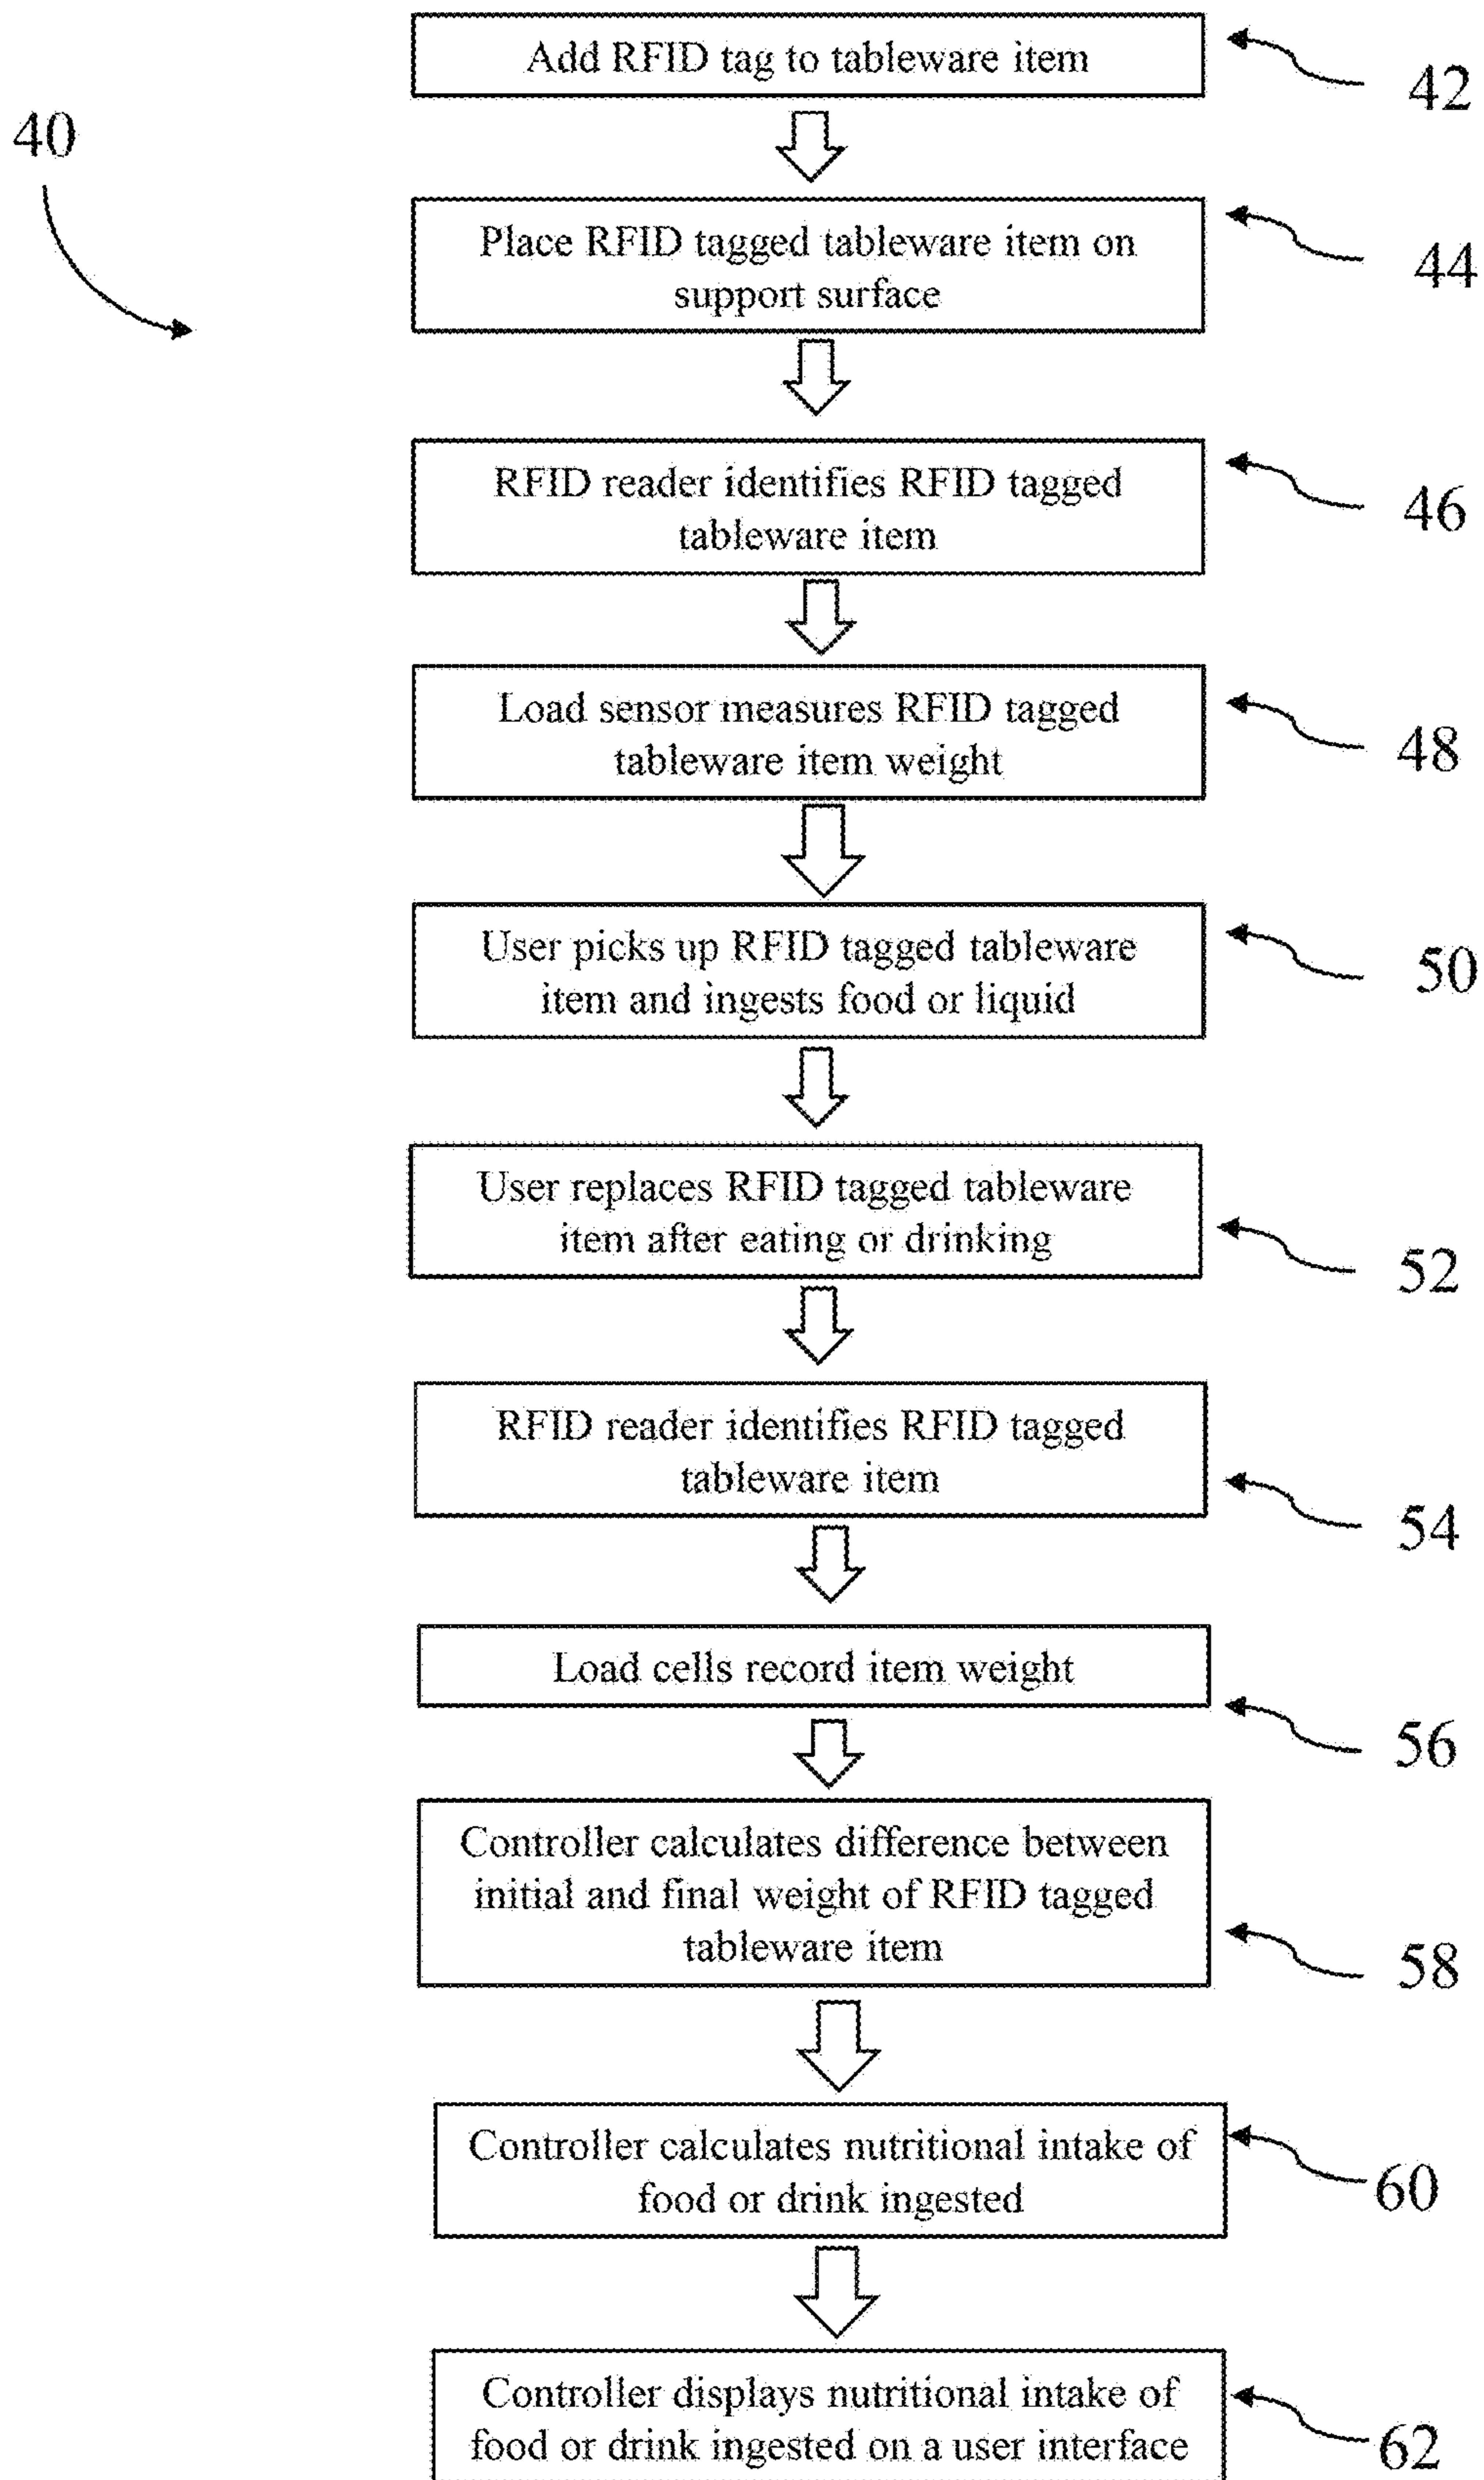 Add RFID tag to tableware item
42
40
Place RFID tagged tableware item on
support surface
44
RFID reader identifies RFID tagged
tableware item
46
Load sensor measures RFID tagged
tableware item weight
48
User picks up RFID tagged tableware
item and ingests food or liquid
50
User replaces RFID tagged tableware
item after eating or drinking
52
RFID reader identifies RFID tagged
tableware item
54
Load cells record item weight
56
Controller calculates difference between
initial and final weight of RFID tagged
tableware item
58
Controller calculates nutritional intake of
food or drink ingested
60
Controller displays nutritional intake of
food or drink ingested on a user interface
62